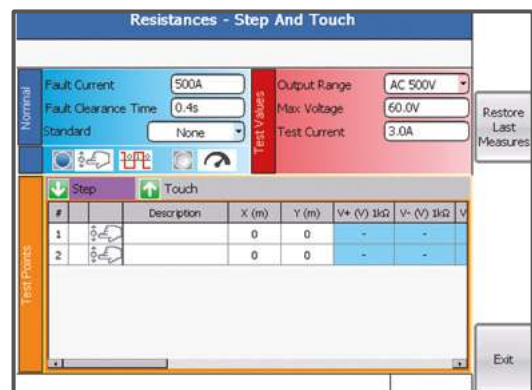 Resistances - Step And Touch
Nominal
Fault Current 500A
Fault Clearance Time 0.4s
Standard None
Test Values
Output Range AC 500V
Max Voltage 60.0V
Test Current 3.0A
Restore
Last
Measures
Step Touch
Test Points
# Description X (m) Y (m) V+ (V) 1kΩ V- (V) 1kΩ V
1 0 0 - -
2 0 0 - -
Exit